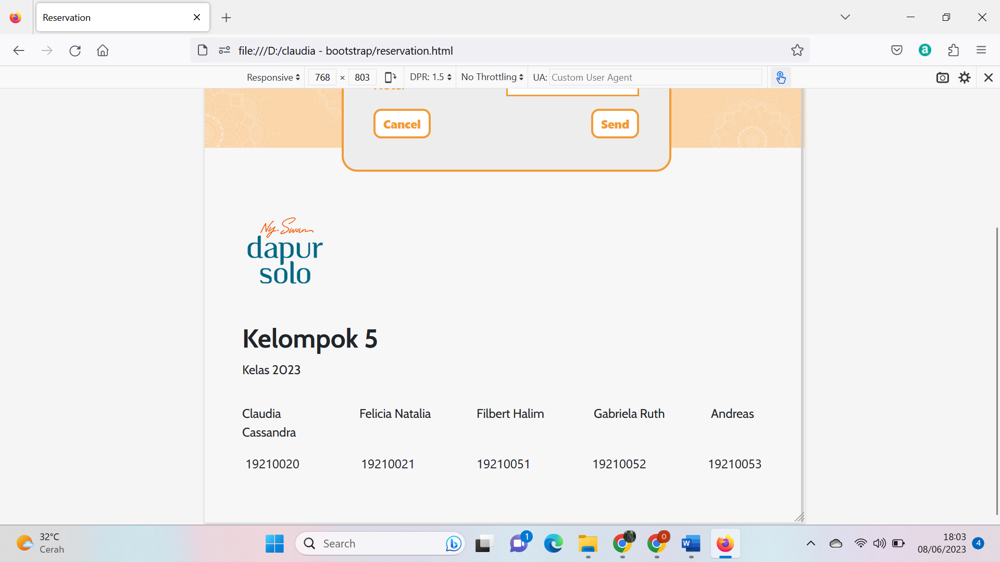 Reservation
file:///D:/claudia - bootstrap/reservation.html
Responsive 768 × 803 DPR: 1.5 No Throttling UA: Custom User Agent
Note:
Cancel Send
Ny. Swan
dapur
solo
Kelompok 5
Kelas 2023
Claudia Felicia Natalia Filbert Halim Gabriela Ruth Andreas
Cassandra
19210020 19210021 19210051 19210052 19210053
32°C
Cerah
Search
1
0
18:03
08/06/2023
4